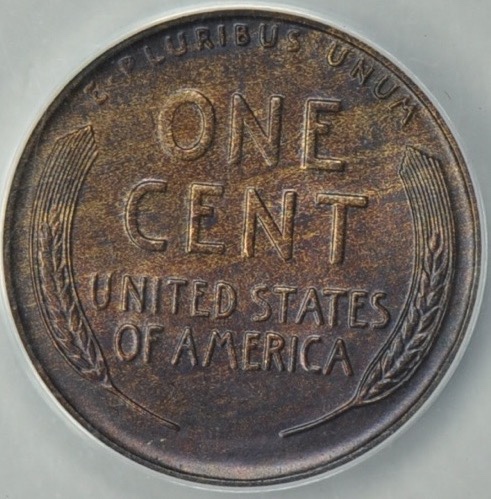 E·PLURIBUS·UNUM
ONE
CENT
UNITED STATES
OF AMERICA